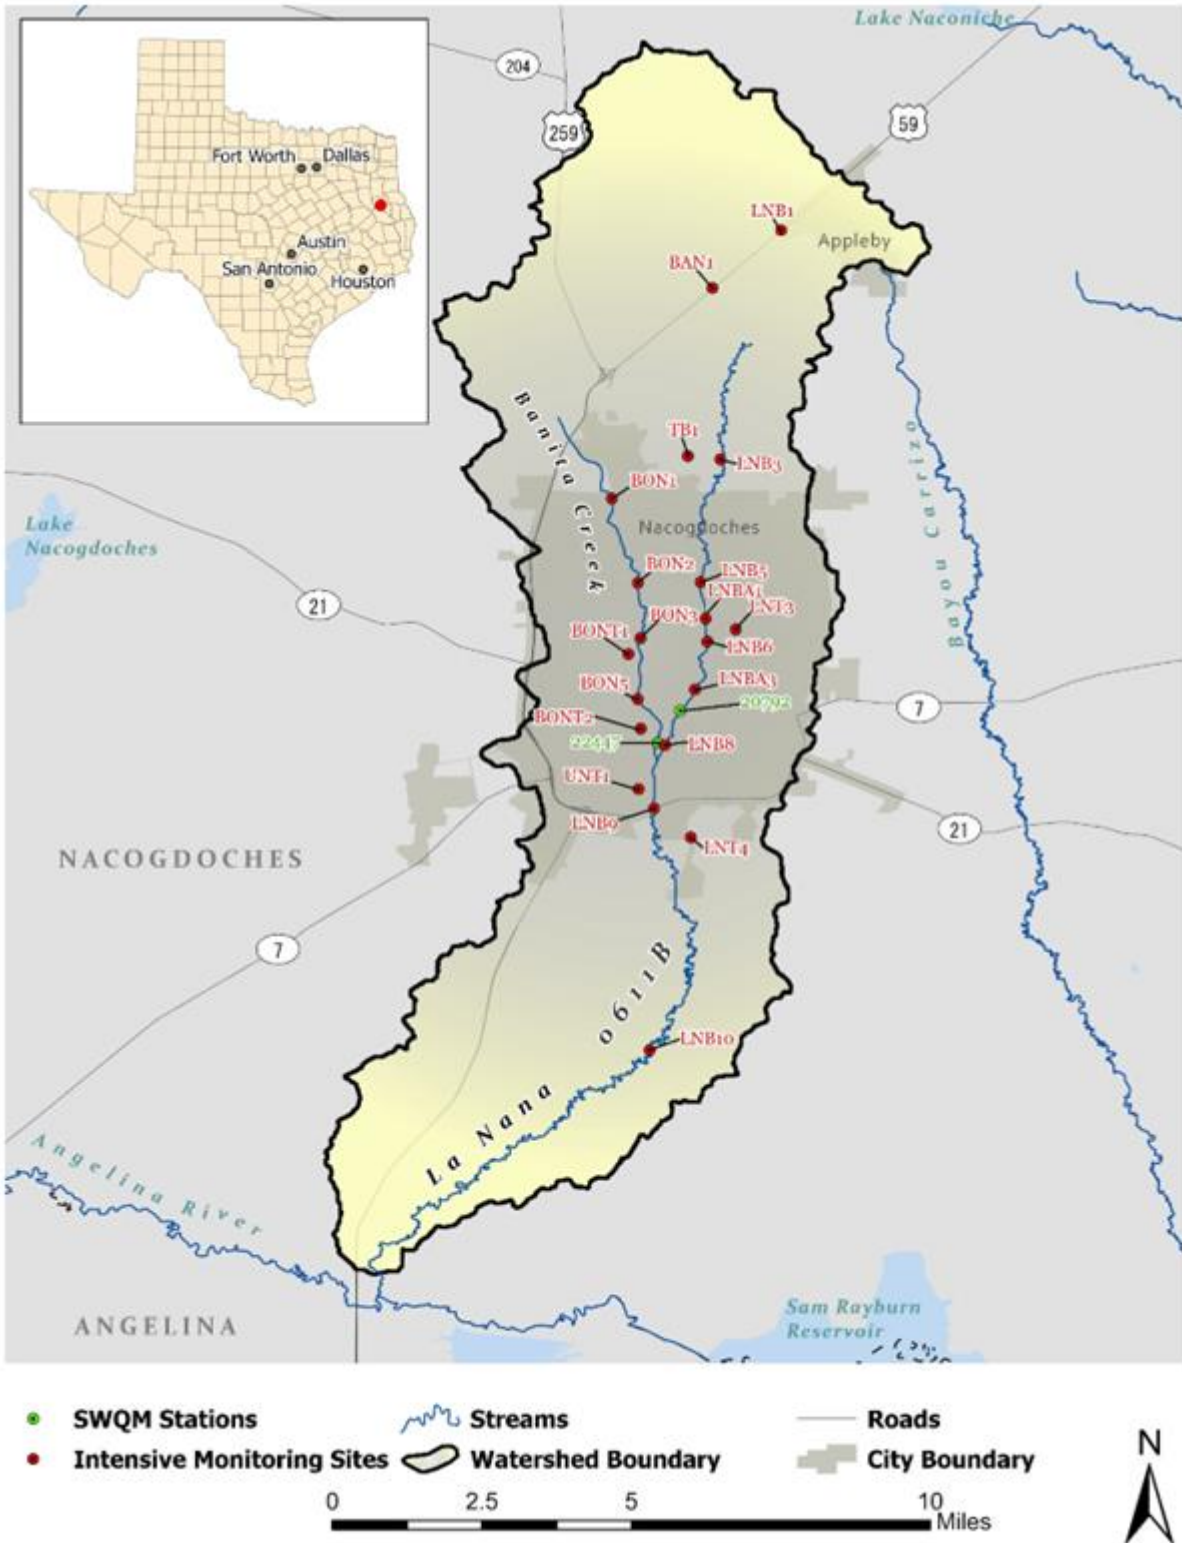 Lake Naconiche
204
259
59
Fort Worth
Dallas
Austin
San Antonio
Houston
LNB1
Appleby
BAN1
Banita Creek
TB1
LNB3
BON1
Nacogdoches
Bayou Carrizo
Lake
Nacogdoches
BON2
LNB5
LNBA1
21
BON3
LNT3
BONT1
LNB6
BON5
LNBA3
20792
7
BONT2
22447
LNB8
UNT1
LNB9
21
LNT4
NACOGDOCHES
7
0611B
LNB10
La Nana
Angelina River
Sam Rayburn
Reservoir
ANGELINA
SWQM Stations
Streams
Roads
Intensive Monitoring Sites
Watershed Boundary
City Boundary
N
0 2.5 5 10
Miles